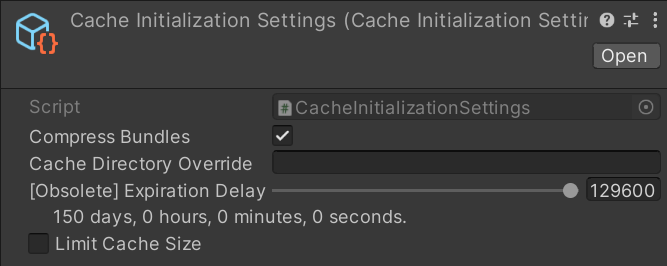 Cache Initialization Settings (Cache Initialization Settin
Open
Script
CacheInitializationSettings
Compress Bundles
Cache Directory Override
[Obsolete] Expiration Delay
129600
150 days, 0 hours, 0 minutes, 0 seconds.
Limit Cache Size